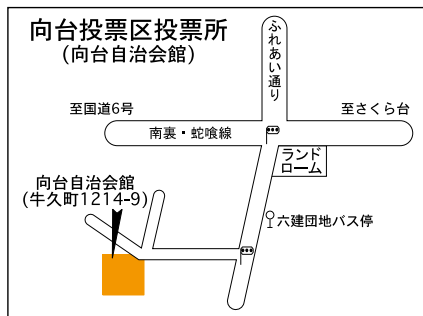 向台投票区投票所
(向台自治会館)
ふれあい通り
至国道6号
至さくら台
南裏・蛇喰線
ランド
ローム
向台自治会館
(牛久町1214-9)
六建団地バス停